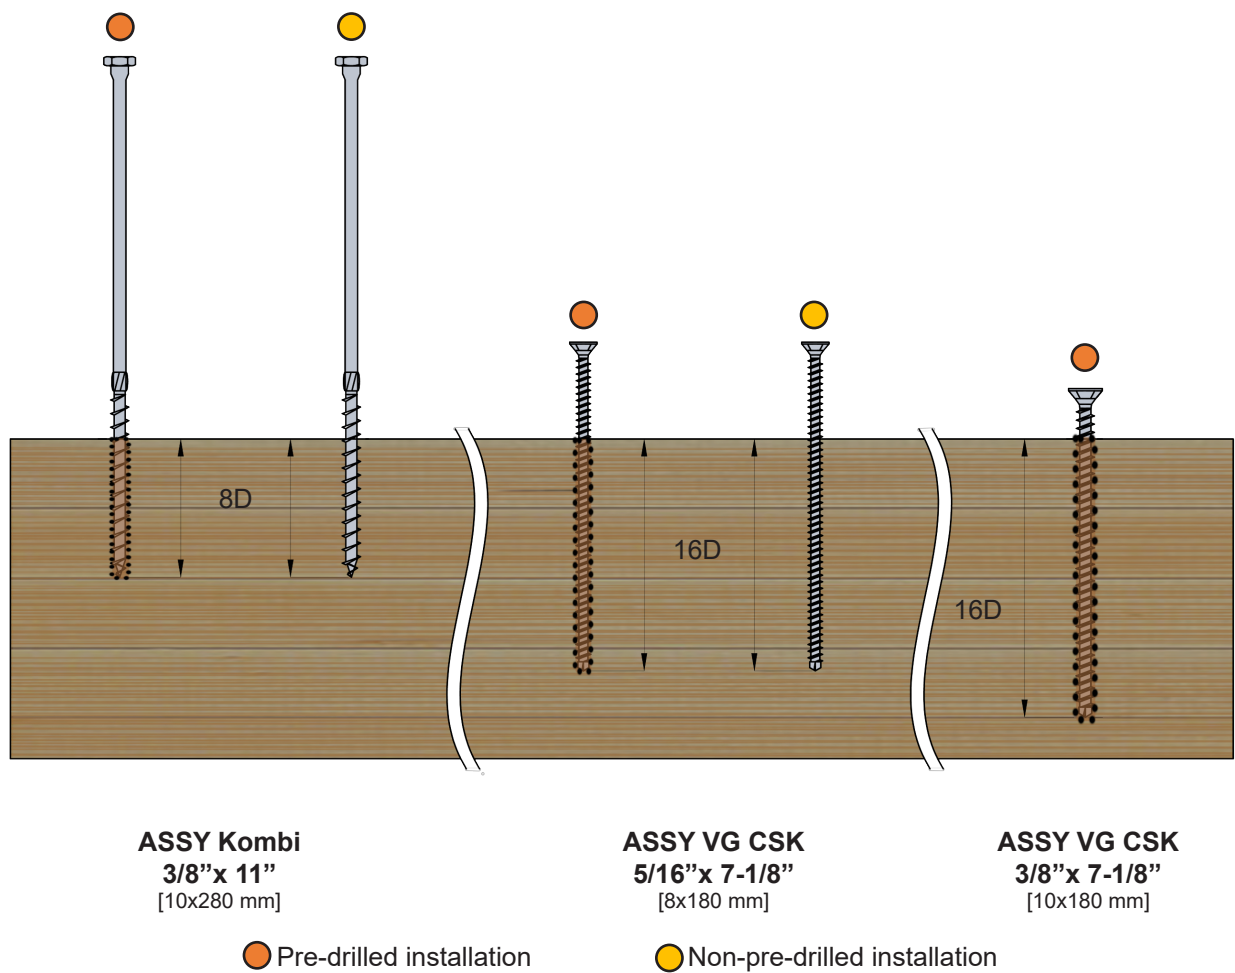 8D
16D
16D
ASSY Kombi
3/8”x 11”
[10x280 mm]
ASSY VG CSK
5/16”x 7-1/8”
[8x180 mm]
ASSY VG CSK
3/8”x 7-1/8”
[10x180 mm]
Pre-drilled installation
Non-pre-drilled installation